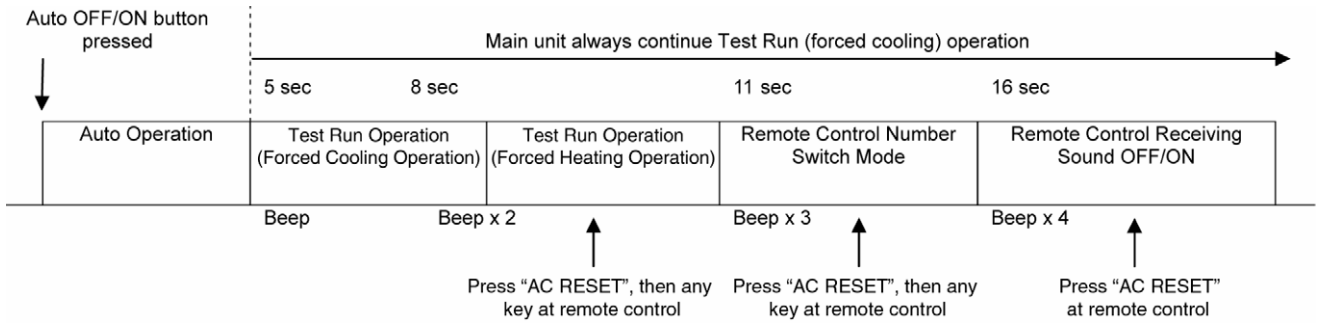 Auto OFF/ON button
pressed
Main unit always continue Test Run (forced cooling) operation
5 sec
8 sec
11 sec
16 sec
Auto Operation
Test Run Operation
(Forced Cooling Operation)
Test Run Operation
(Forced Heating Operation)
Remote Control Number
Switch Mode
Remote Control Receiving
Sound OFF/ON
Beep
Beep x 2
Beep x 3
Beep x 4
Press “AC RESET”, then any
key at remote control
Press “AC RESET”, then any
key at remote control
Press “AC RESET”
at remote control